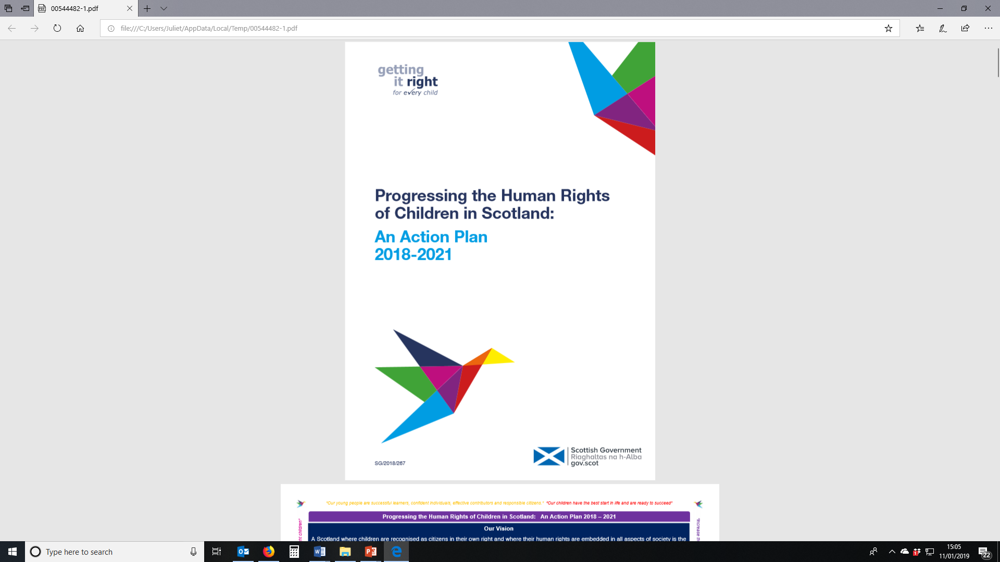 00544482-1.pdf
file:///C:/Users/Juliet/AppData/Local/Temp/00544482-1.pdf
getting
it right
for every child
Progressing the Human Rights
of Children in Scotland:
An Action Plan
2018-2021
SG/2018/267
Scottish Government
Riaghaltas na h-Alba
gov.scot
"Our young people are successful learners, confident individuals, effective contributors and responsible citizens." "Our children have the best start in life and are ready to succeed"
Progressing the Human Rights of Children in Scotland: An Action Plan 2018 – 2021
Our Vision
A Scotland where children are recognised as citizens in their own right and where their human rights are embedded in all aspects of society is the
children"
"Increase
Type here to search
15:05
11/01/2019
22